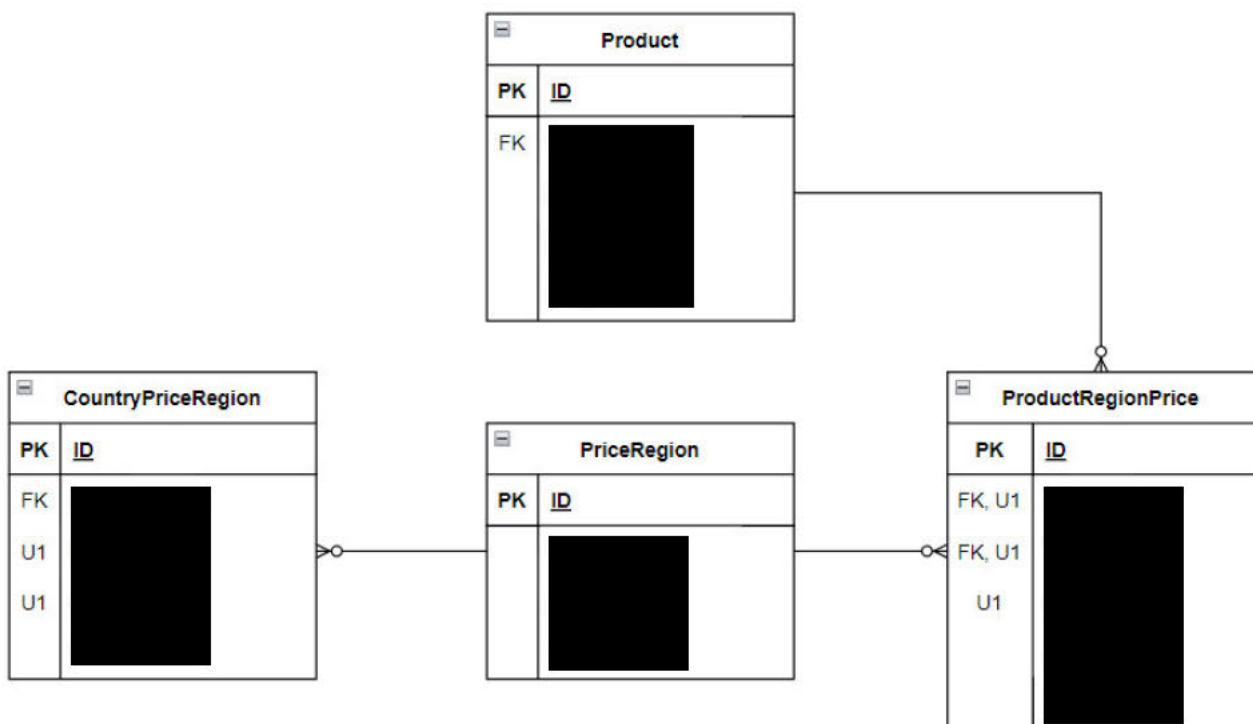 Product
PK ID
FK
CountryPriceRegion
PK ID
FK
U1
U1
PriceRegion
PK ID
ProductRegionPrice
PK ID
FK, U1
FK, U1
U1